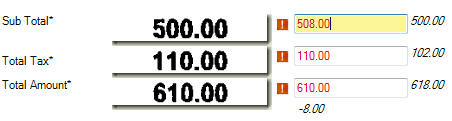 Sub Total* 500.00 ! 508.00 500.00
Total Tax* 110.00 ! 110.00 102.00
Total Amount* 610.00 ! 610.00 618.00
-8.00